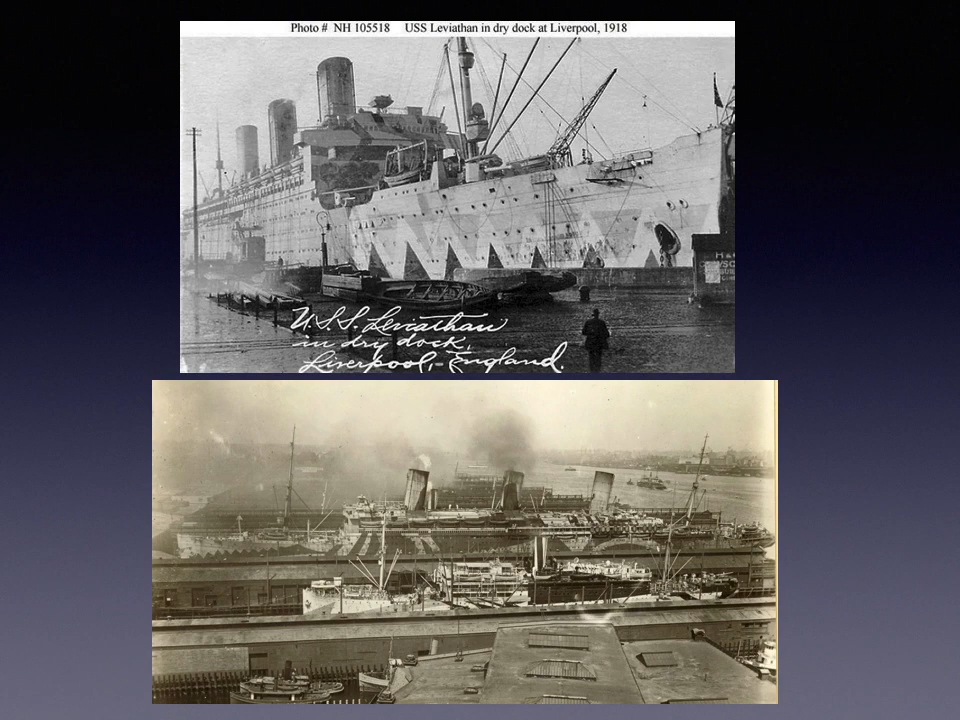 Photo #  NH 105518     USS Leviathan in dry dock at Liverpool, 1918
H & C
U.S.S. Leviathan
in dry dock,
Liverpool, - England.